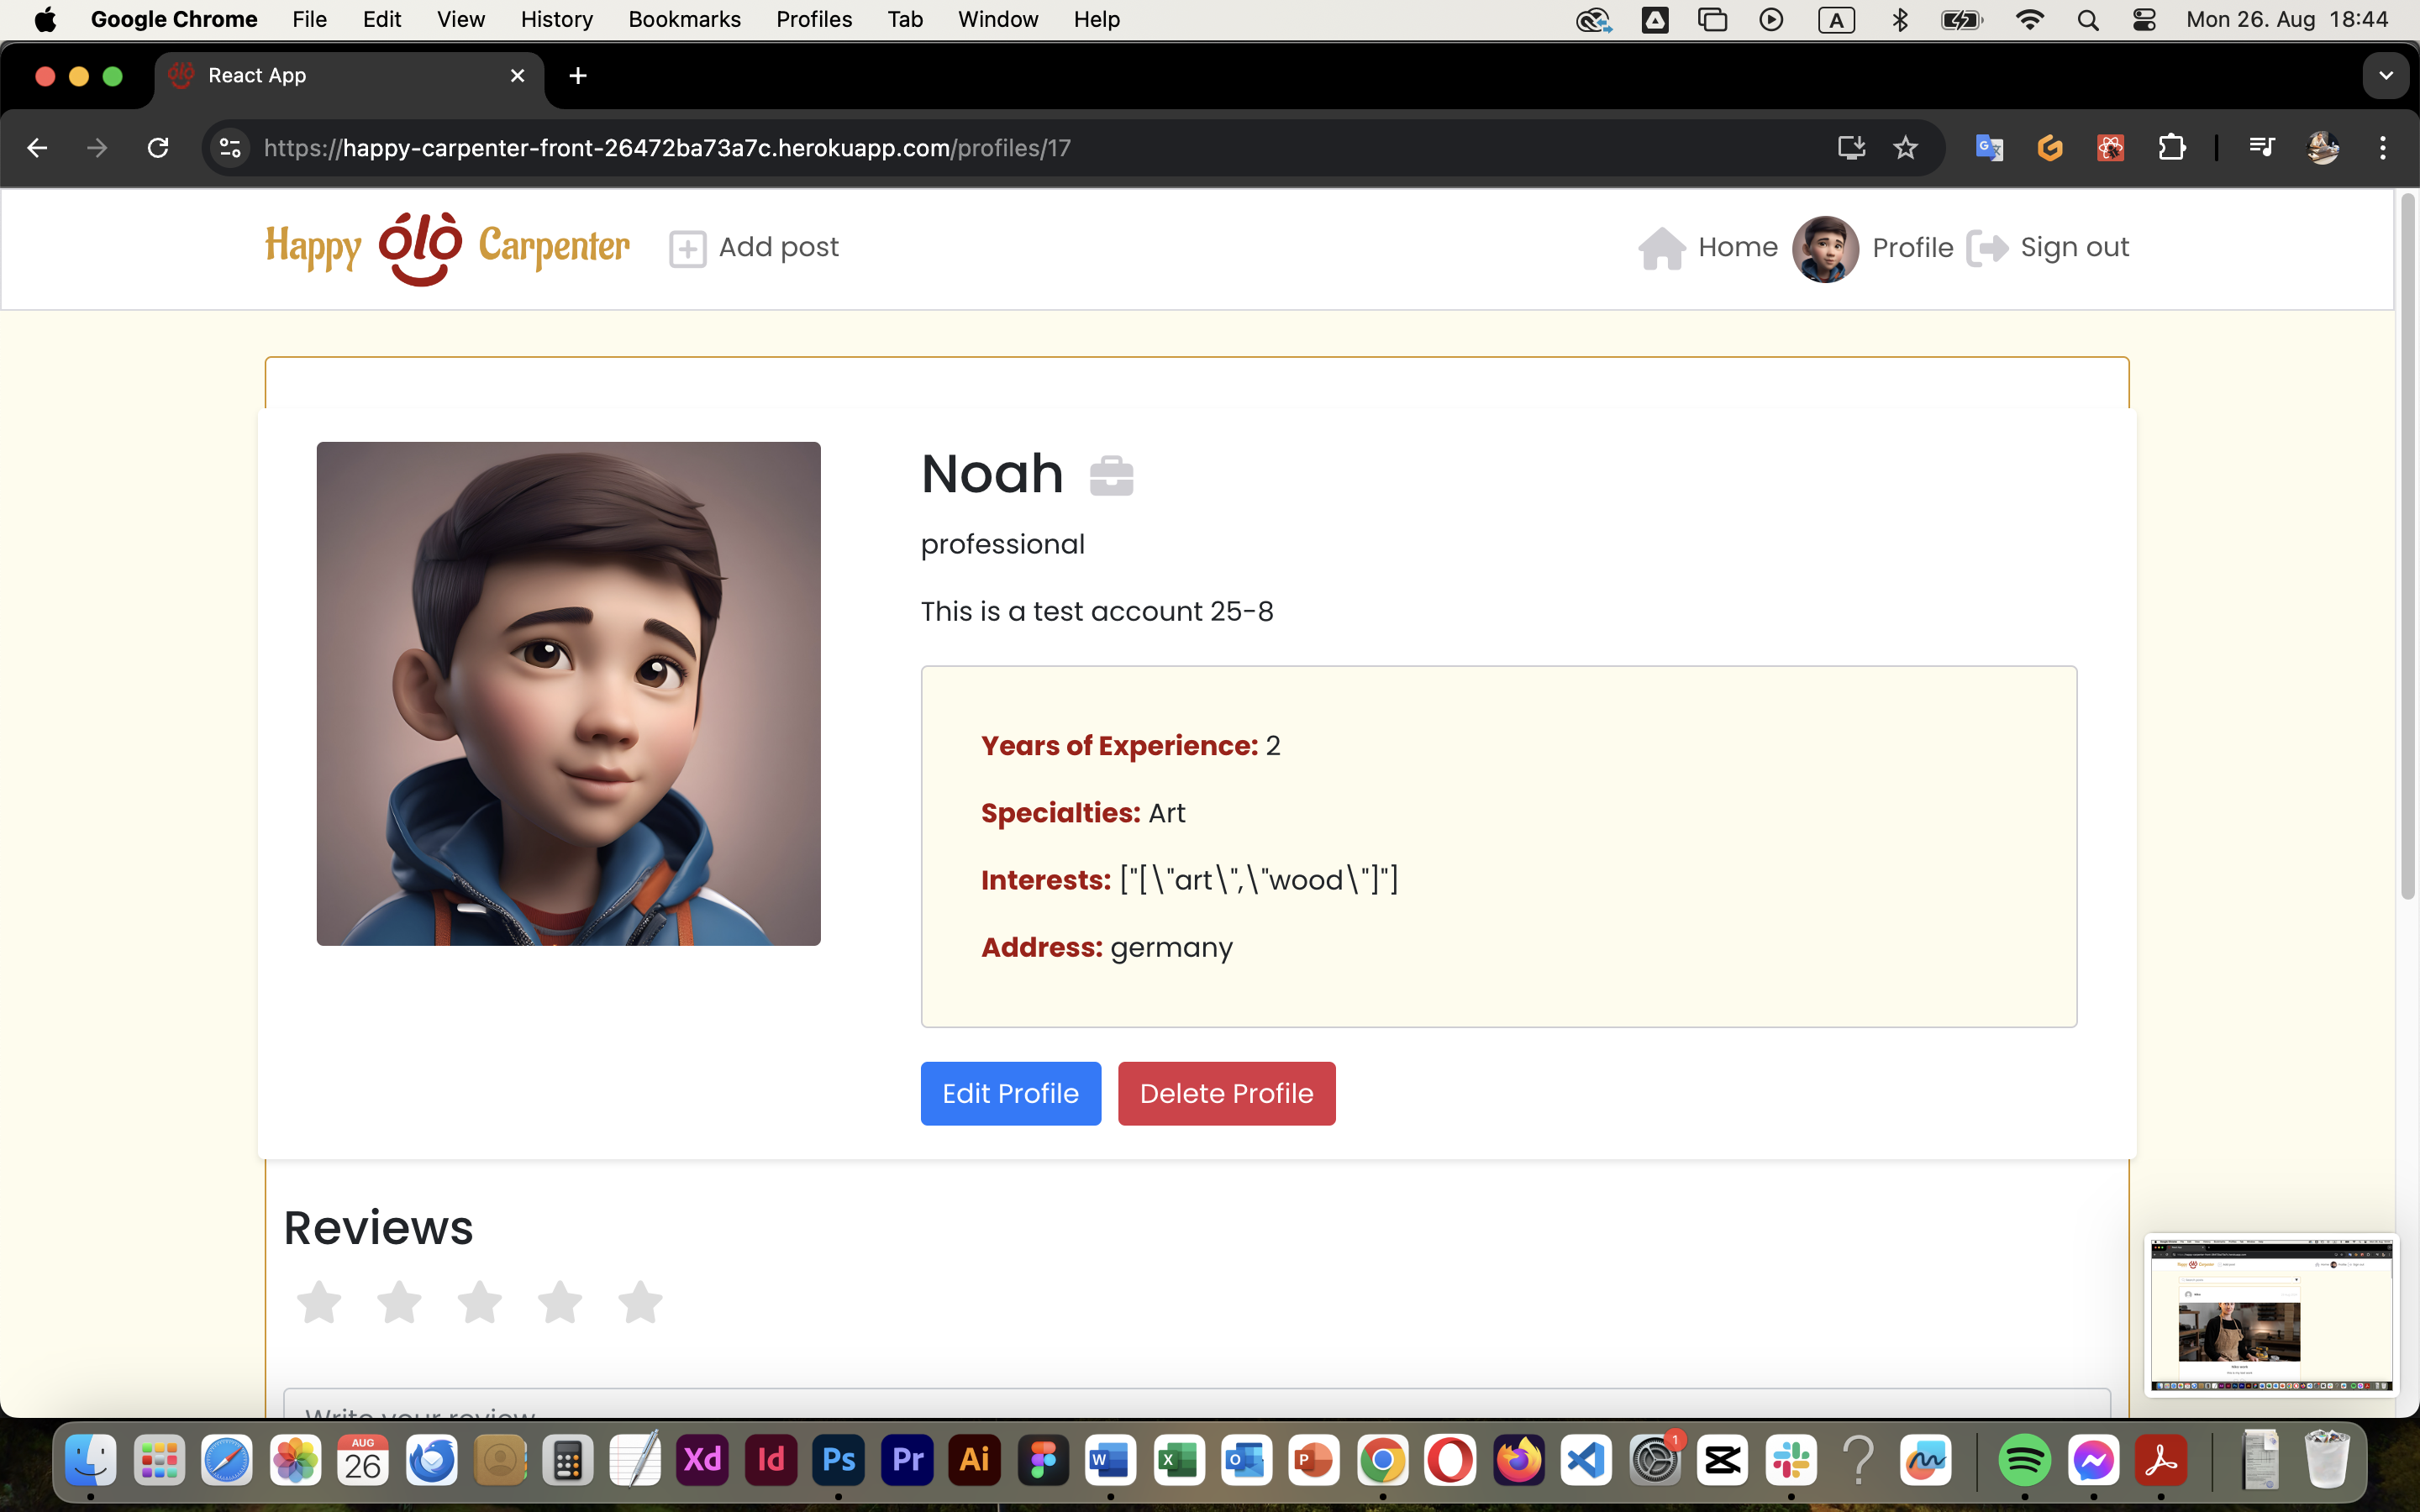 Google Chrome File Edit View History Bookmarks Profiles Tab Window Help
A
Mon 26. Aug 18:44
React App
https://happy-carpenter-front-26472ba73a7c.herokuapp.com/profiles/17
Happy ólò Carpenter
Add post
Home
Profile
Sign out
Noah
professional
This is a test account 25-8
Years of Experience: 2
Specialties: Art
Interests: ["[\"art\",\"wood\"]"]
Address: germany
Edit Profile
Delete Profile
Reviews
Write your review
AUG
26
Xd
Id
Ps
Pr
Ai
W
X
O
P
1
?